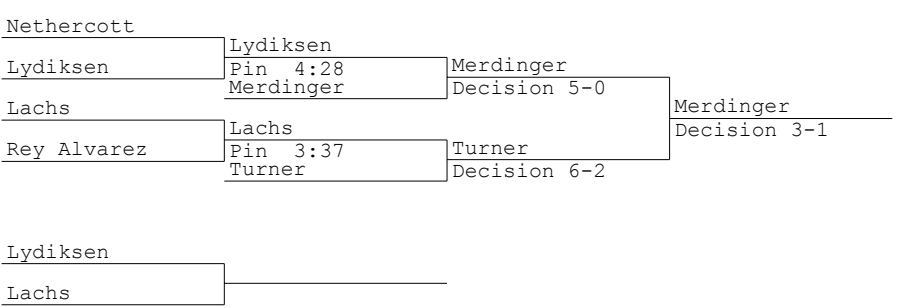 Nethercott
Lydiksen
Lydiksen
Pin 4:28
Merdinger
Merdinger
Decision 5-0
Lachs
Rey Alvarez
Lachs
Pin 3:37
Turner
Turner
Decision 6-2
Merdinger
Decision 3-1
Lydiksen
Lachs